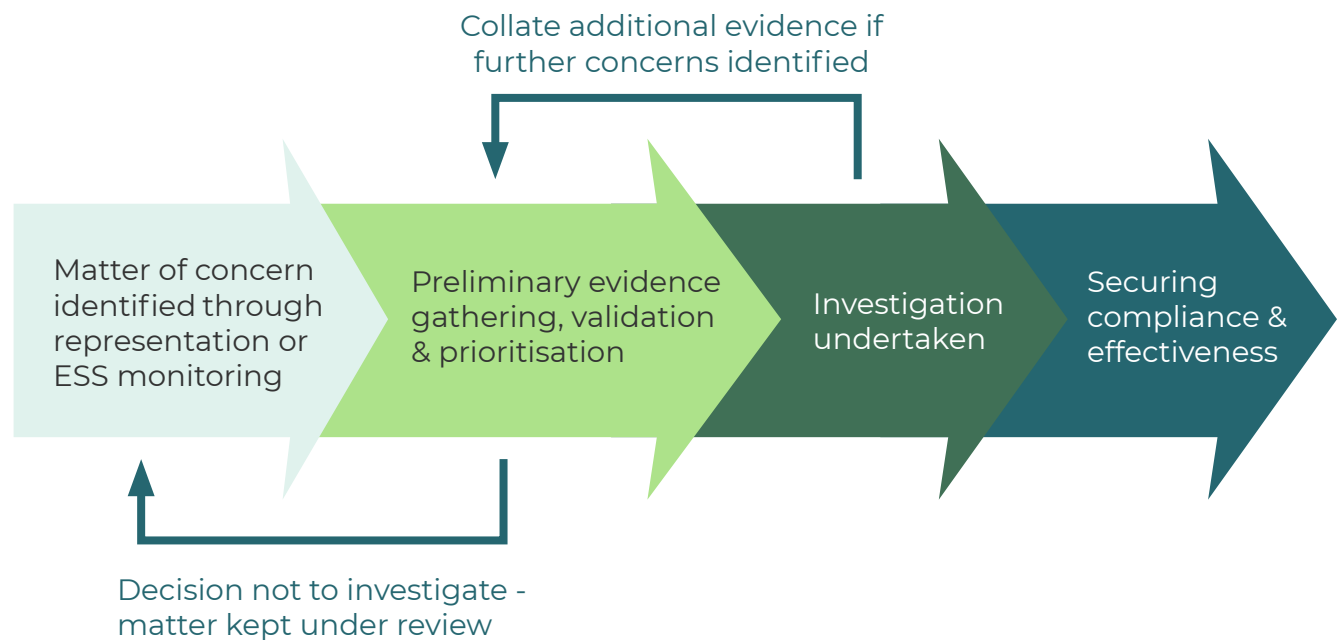 Collate additional evidence if
further concerns identified
Matter of concern
identified through
representation or
ESS monitoring
Preliminary evidence
gathering, validation
& prioritisation
Investigation
undertaken
Securing
compliance &
effectiveness
Decision not to investigate -
matter kept under review